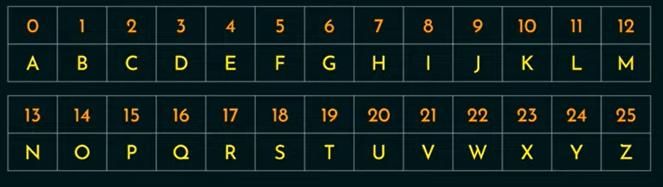 0 1 2 3 4 5 6 7 8 9 10 11 12
A B C D E F G H I J K L M
13 14 15 16 17 18 19 20 21 22 23 24 25
N O P Q R S T U V W X Y Z